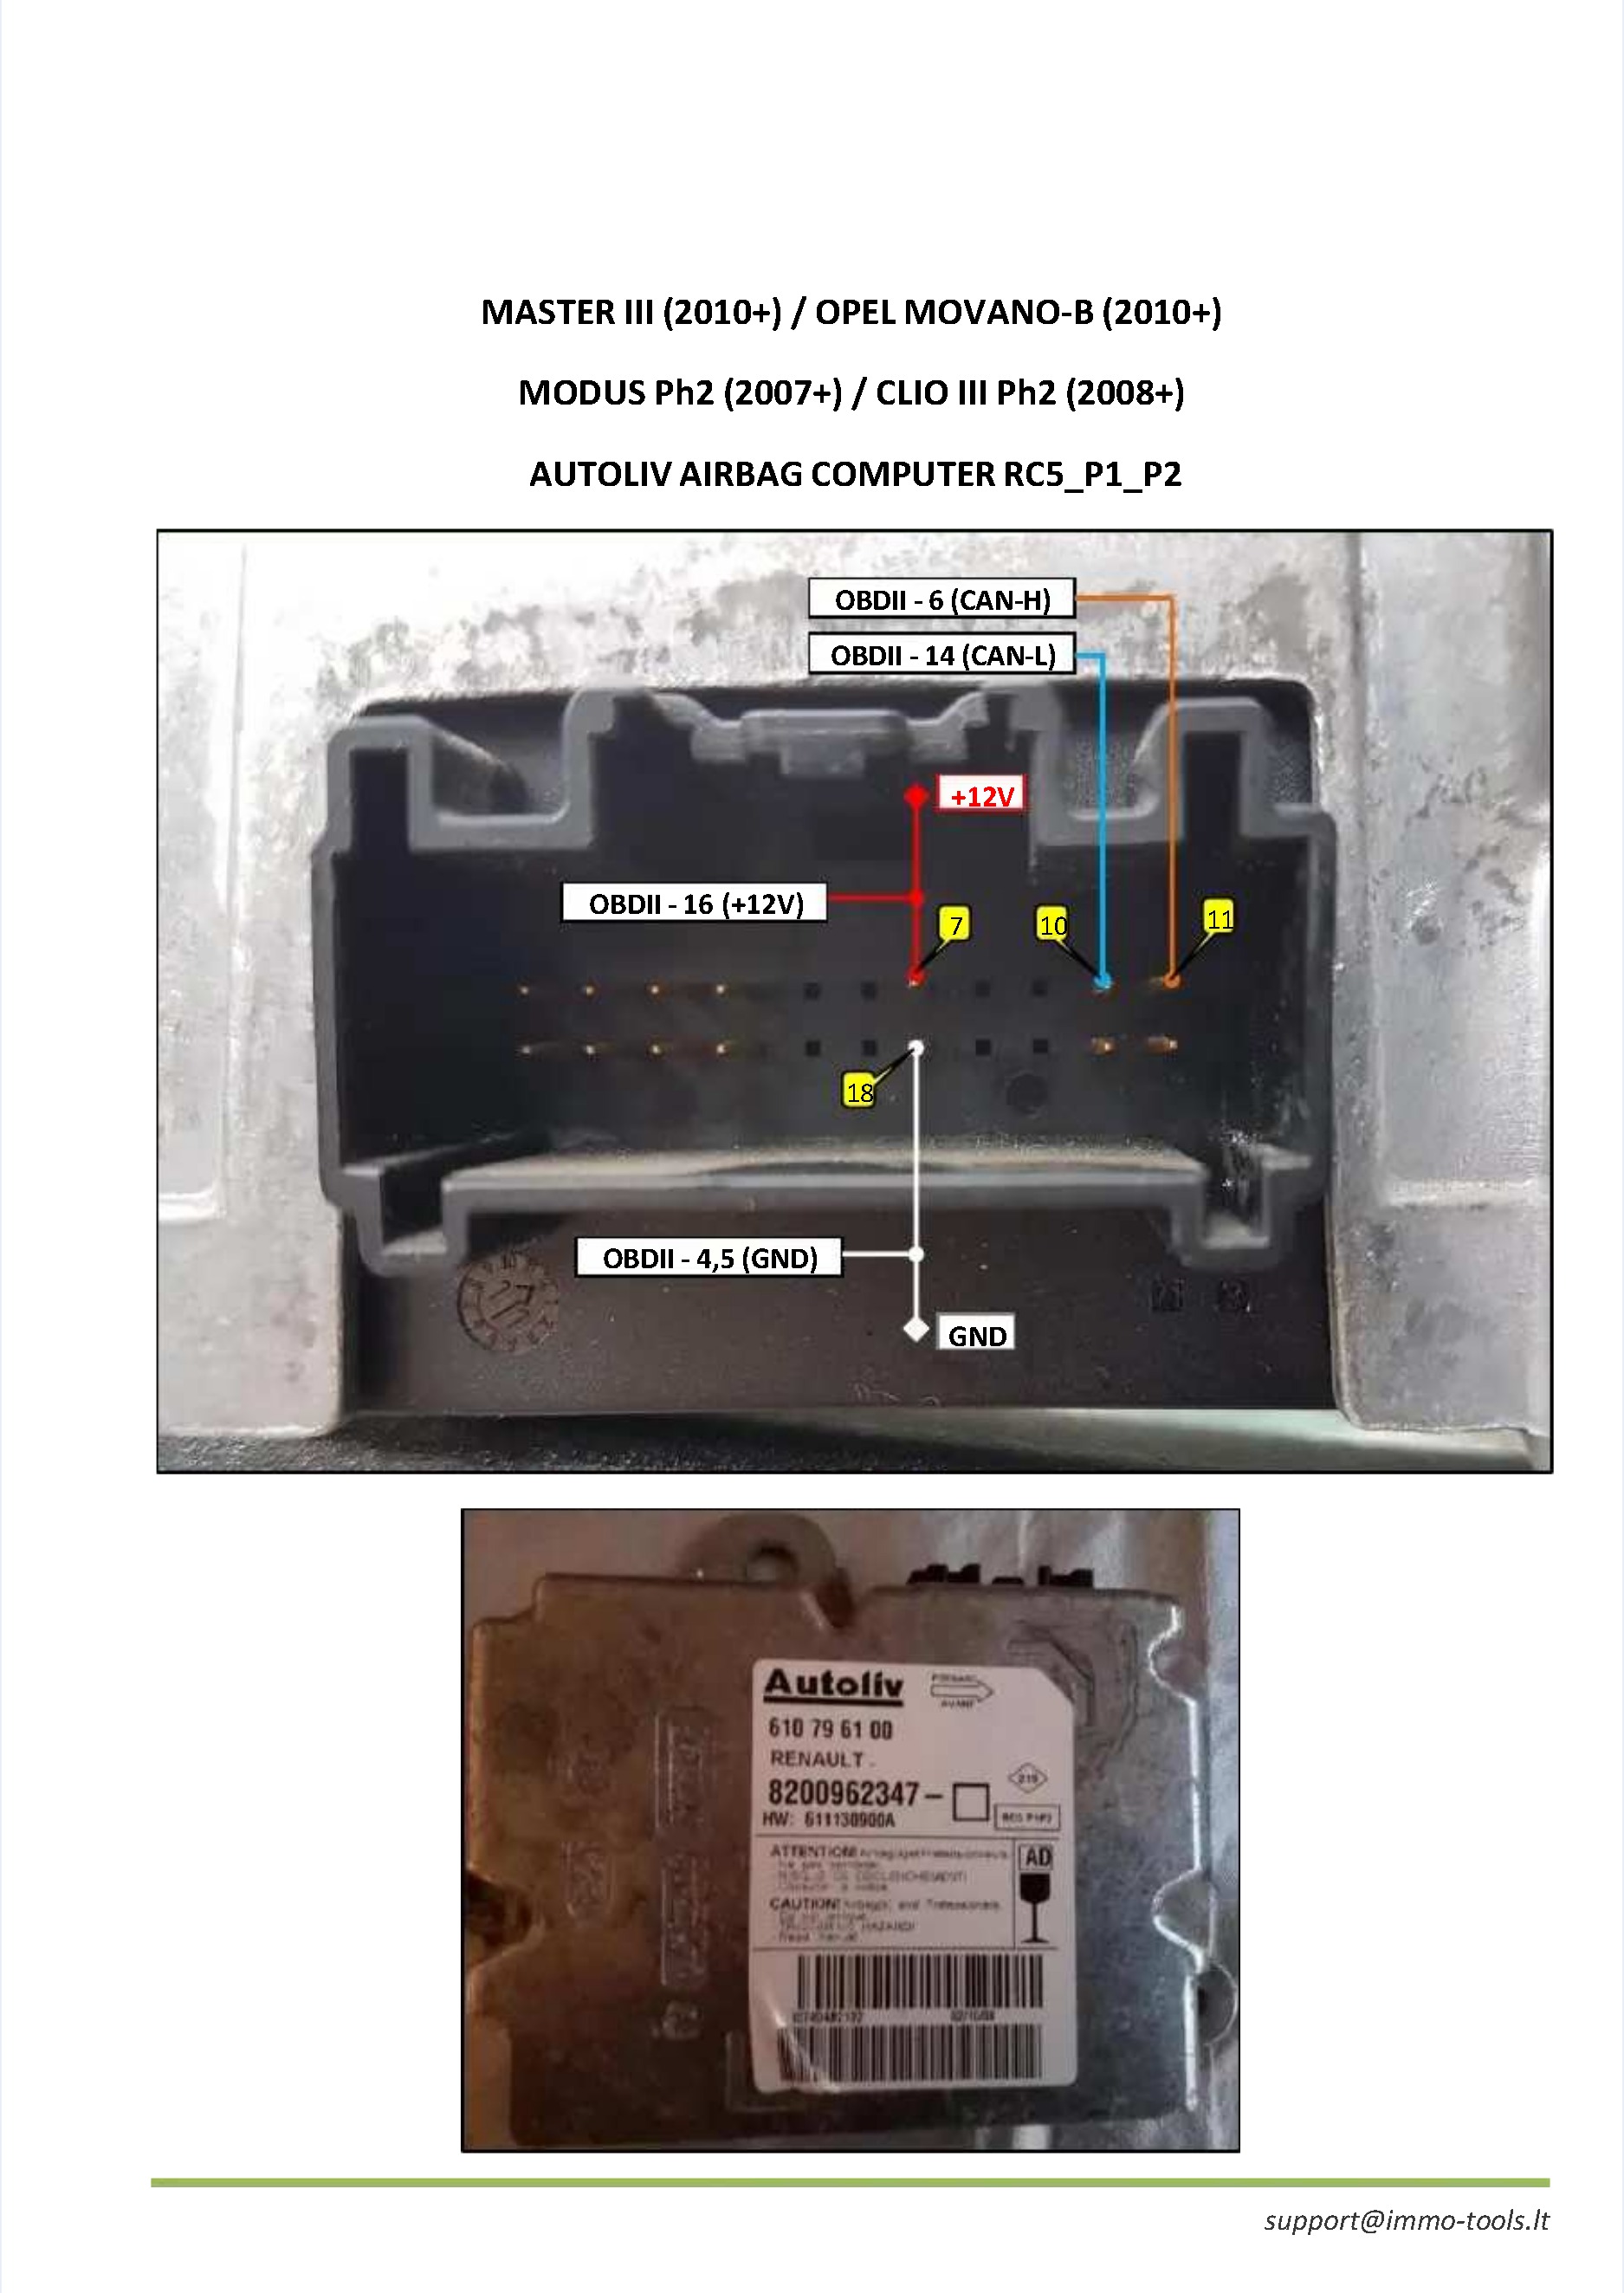 MASTER III (2010+) / OPEL MOVANO-B (2010+)
MODUS Ph2 (2007+) / CLIO III Ph2 (2008+)
AUTOLIV AIRBAG COMPUTER RC5_P1_P2
OBDII - 6 (CAN-H)
OBDII - 14 (CAN-L)
+12V
OBDII - 16 (+12V)
7
10
11
18
OBDII - 4,5 (GND)
GND
Autoliv
610 79 61 00
RENAULT
8200962347-
HW: 611130900A
ATTENTION!
AD
CAUTION!
support@immo-tools.lt